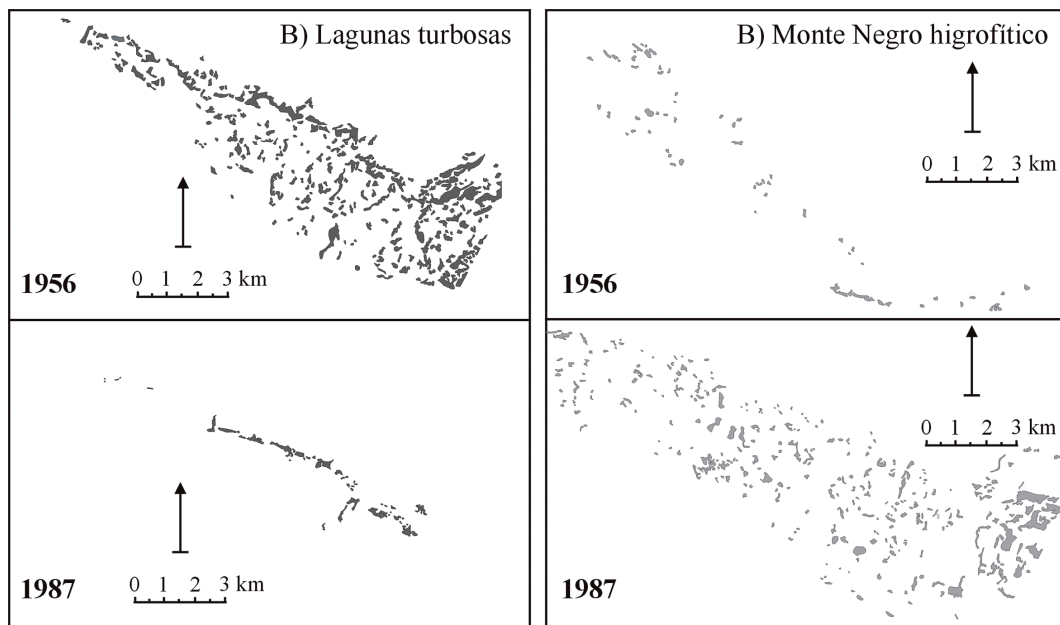 B) Lagunas turbosas
0 1 2 3 km
1956
B) Monte Negro higrofítico
0 1 2 3 km
1956
0 1 2 3 km
1987
0 1 2 3 km
1987